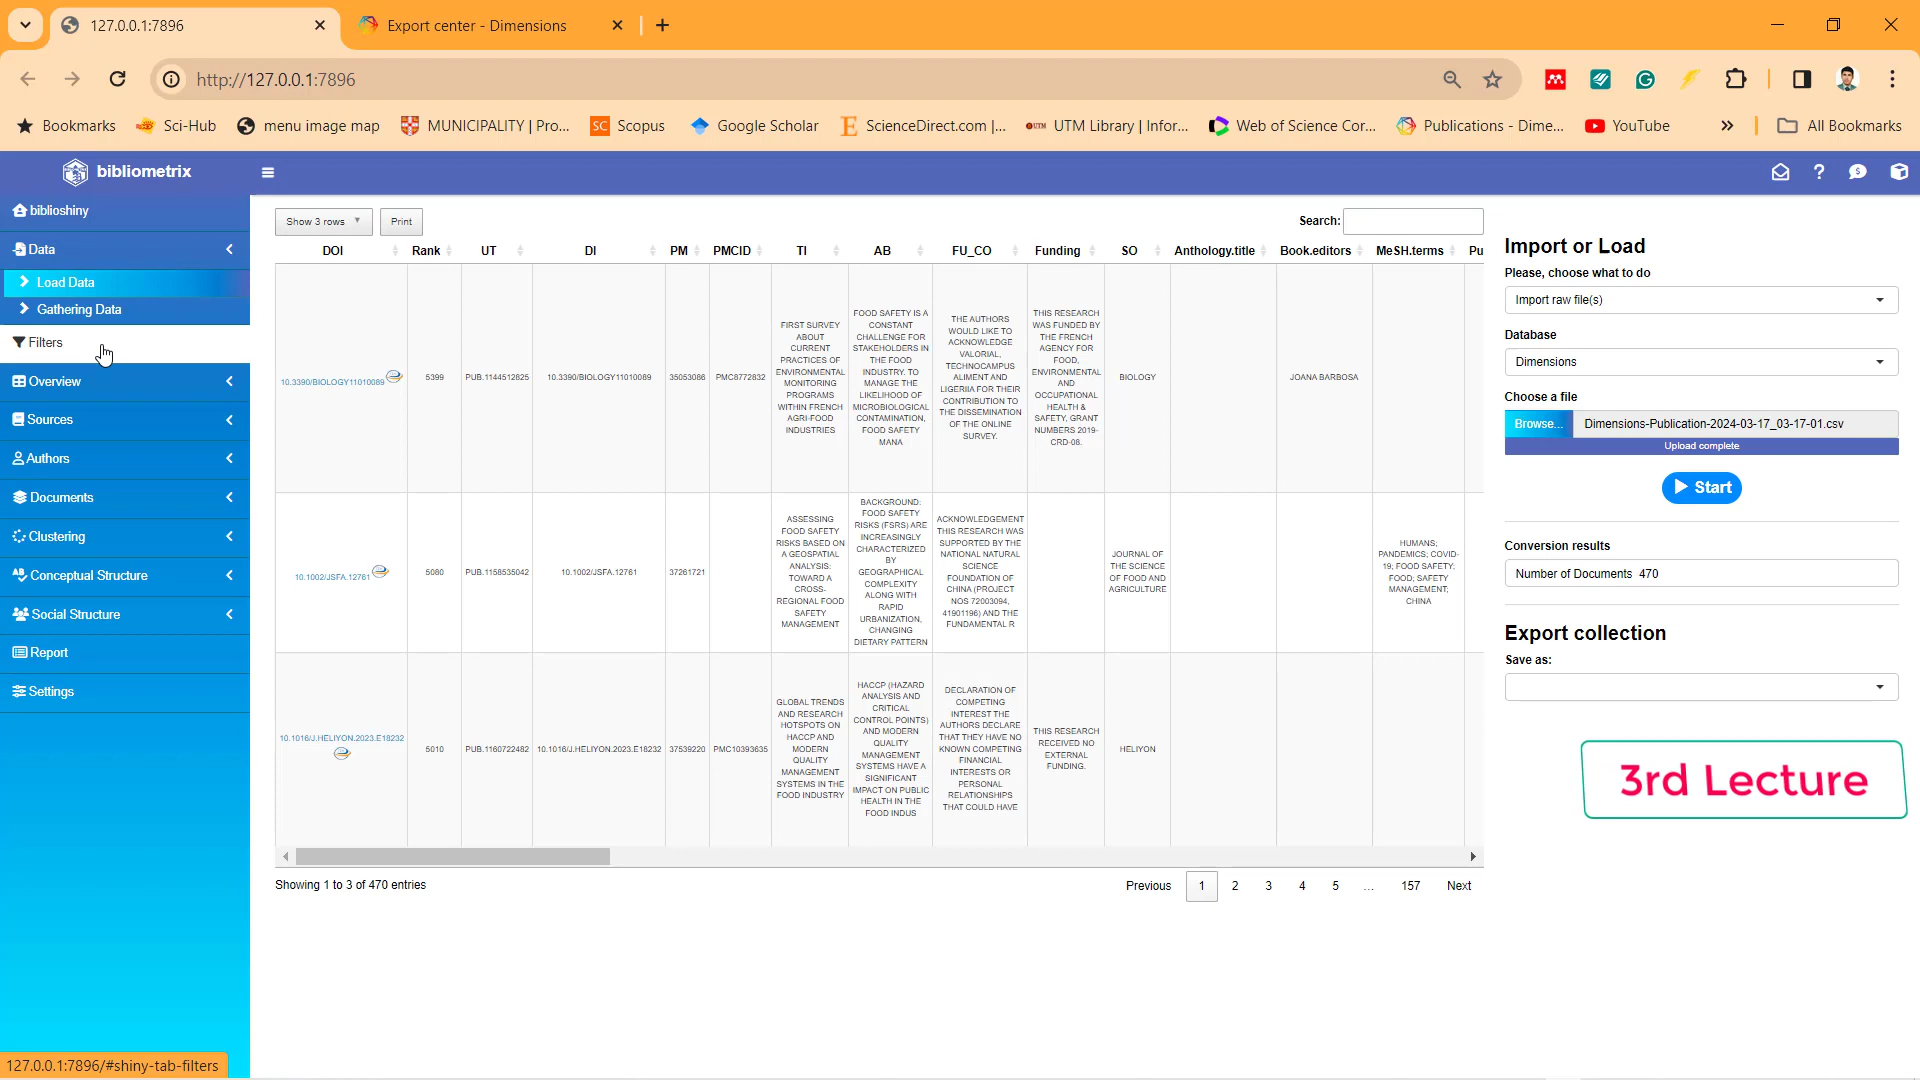 127.0.0.1:7896
Export center - Dimensions
http://127.0.0.1:7896
Bookmarks
Sci-Hub
menu image map
MUNICIPALITY | Pro...
SC Scopus
Google Scholar
ScienceDirect.com |...
UTM Library | Infor...
Web of Science Cor...
Publications - Dime...
YouTube
All Bookmarks
bibliometrix
biblioshiny
Data
Load Data
Gathering Data
Filters
Overview
Sources
Authors
Documents
Clustering
Conceptual Structure
Social Structure
Report
Settings
127.0.0.1:7896/#shiny-tab-filters
Show 3 rows
Print
Search:
DOI Rank UT DI PM PMCID TI AB FU_CO Funding SO Anthology.title Book.editors MeSH.terms Pu
10.3390/BIOLOGY11010089
5399
PUB.1144512825
10.3390/BIOLOGY11010089
35053086
PMC8772832
FIRST SURVEY
ABOUT
CURRENT
PRACTICES OF
ENVIRONMENTAL
MONITORING
PROGRAMS
WITHIN FRENCH
AGRI-FOOD
INDUSTRIES
FOOD SAFETY IS A
CONSTANT
CHALLENGE FOR
STAKEHOLDERS IN
THE FOOD
INDUSTRY. TO
MANAGE THE
LIKELIHOOD OF
MICROBIOLOGICAL
CONTAMINATION,
FOOD SAFETY
MANA
THE AUTHORS
WOULD LIKE TO
ACKNOWLEDGE
VALORIAL,
TECHNOCAMPUS
ALIMENT AND
LIGERIIA FOR THEIR
CONTRIBUTION TO
THE DISSEMINATION
OF THE ONLINE
SURVEY.
THIS RESEARCH
WAS FUNDED BY
THE FRENCH
AGENCY FOR
FOOD,
ENVIRONMENTAL
AND
OCCUPATIONAL
HEALTH &
SAFETY, GRANT
NUMBERS 2019-
CRD-08.
BIOLOGY
JOANA BARBOSA
10.1002/JSFA.12761
5080
PUB.1158535042
10.1002/JSFA.12761
37261721
ASSESSING
FOOD SAFETY
RISKS BASED ON
A GEOSPATIAL
ANALYSIS:
TOWARD A
CROSS-
REGIONAL FOOD
SAFETY
MANAGEMENT
BACKGROUND:
FOOD SAFETY
RISKS (FSRS) ARE
INCREASINGLY
CHARACTERIZED
BY
GEOGRAPHICAL
COMPLEXITY
ALONG WITH
RAPID
URBANIZATION,
CHANGING
DIETARY PATTERN
ACKNOWLEDGEMENT
THIS RESEARCH WAS
SUPPORTED BY THE
NATIONAL NATURAL
SCIENCE
FOUNDATION OF
CHINA (PROJECT
NOS 72003094,
41901196) AND THE
FUNDAMENTAL R
JOURNAL OF
THE SCIENCE
OF FOOD AND
AGRICULTURE
HUMANS;
PANDEMICS; COVID-
19; FOOD SAFETY;
FOOD; SAFETY
MANAGEMENT;
CHINA
10.1016/J.HELIYON.2023.E18232
5010
PUB.1160722482
10.1016/J.HELIYON.2023.E18232
37539220
PMC10393635
GLOBAL TRENDS
AND RESEARCH
HOTSPOTS ON
HACCP AND
MODERN
QUALITY
MANAGEMENT
SYSTEMS IN THE
FOOD INDUSTRY
HACCP (HAZARD
ANALYSIS AND
CRITICAL
CONTROL POINTS)
AND MODERN
QUALITY
MANAGEMENT
SYSTEMS HAVE A
SIGNIFICANT
IMPACT ON PUBLIC
HEALTH IN THE
FOOD INDUS
DECLARATION OF
COMPETING
INTEREST THE
AUTHORS DECLARE
THAT THEY HAVE NO
KNOWN COMPETING
FINANCIAL
INTERESTS OR
PERSONAL
RELATIONSHIPS
THAT COULD HAVE
THIS RESEARCH
RECEIVED NO
EXTERNAL
FUNDING.
HELIYON
Showing 1 to 3 of 470 entries
Previous 1 2 3 4 5 ... 157 Next
Import or Load
Please, choose what to do
Import raw file(s)
Database
Dimensions
Choose a file
Browse... Dimensions-Publication-2024-03-17_03-17-01.csv
Upload complete
Start
Conversion results
Number of Documents 470
Export collection
Save as:
3rd Lecture